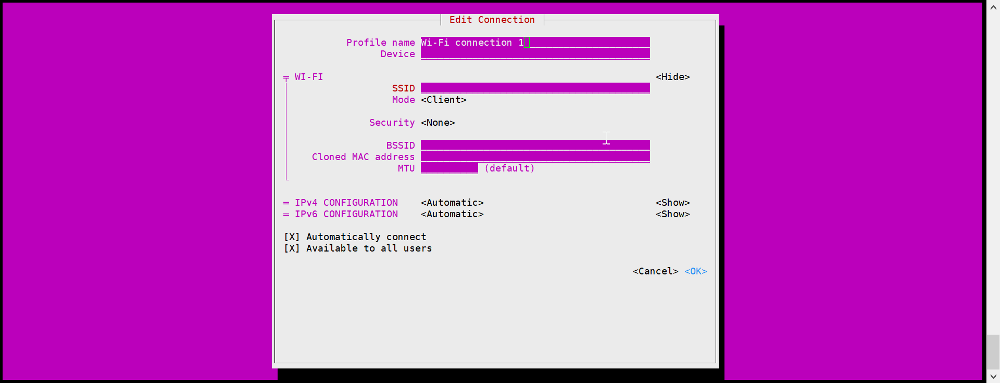 Edit Connection
Profile name Wi-Fi connection 1
Device
WI-FI <Hide>
SSID
Mode <Client>
Security <None>
BSSID
Cloned MAC address
MTU (default)
= IPv4 CONFIGURATION <Automatic> <Show>
= IPv6 CONFIGURATION <Automatic> <Show>
[X] Automatically connect
[X] Available to all users
<Cancel> <OK>